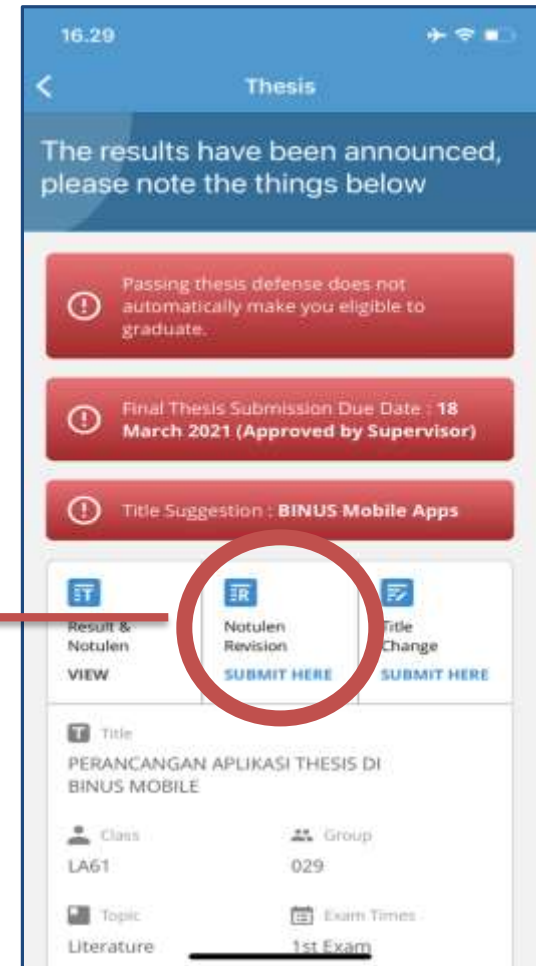 16.29
Thesis
The results have been announced,
please note the things below
Passing thesis defense does not
automatically make you eligible to
graduate.
Final Thesis Submission Due Date : 18
March 2021 (Approved by Supervisor)
Title Suggestion : BINUS Mobile Apps
Result &
Notulen
VIEW
Notulen
Revision
SUBMIT HERE
Title
Change
SUBMIT HERE
Title
PERANCANGAN APLIKASI THESIS DI
BINUS MOBILE
Class
LA61
Group
029
Topic
Literature
Exam Times
1st Exam